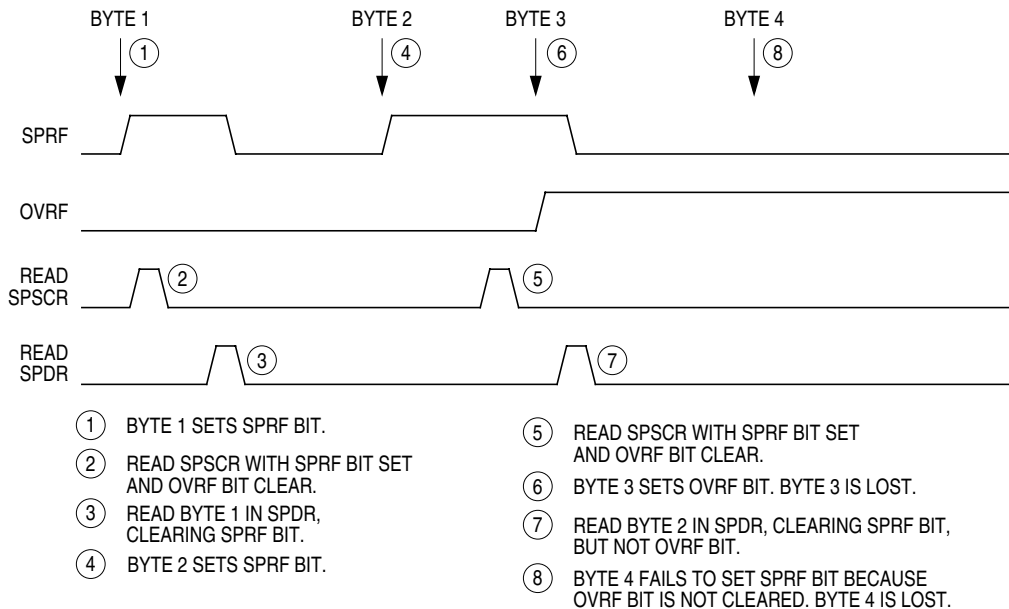 BYTE 1
BYTE 2
BYTE 3
BYTE 4
1
4
6
8
SPRF
OVRF
READ
SPSCR
2
5
READ
SPDR
3
7
1 BYTE 1 SETS SPRF BIT.
2 READ SPSCR WITH SPRF BIT SET
AND OVRF BIT CLEAR.
3 READ BYTE 1 IN SPDR,
CLEARING SPRF BIT.
4 BYTE 2 SETS SPRF BIT.
5 READ SPSCR WITH SPRF BIT SET
AND OVRF BIT CLEAR.
6 BYTE 3 SETS OVRF BIT. BYTE 3 IS LOST.
7 READ BYTE 2 IN SPDR, CLEARING SPRF BIT,
BUT NOT OVRF BIT.
8 BYTE 4 FAILS TO SET SPRF BIT BECAUSE
OVRF BIT IS NOT CLEARED. BYTE 4 IS LOST.